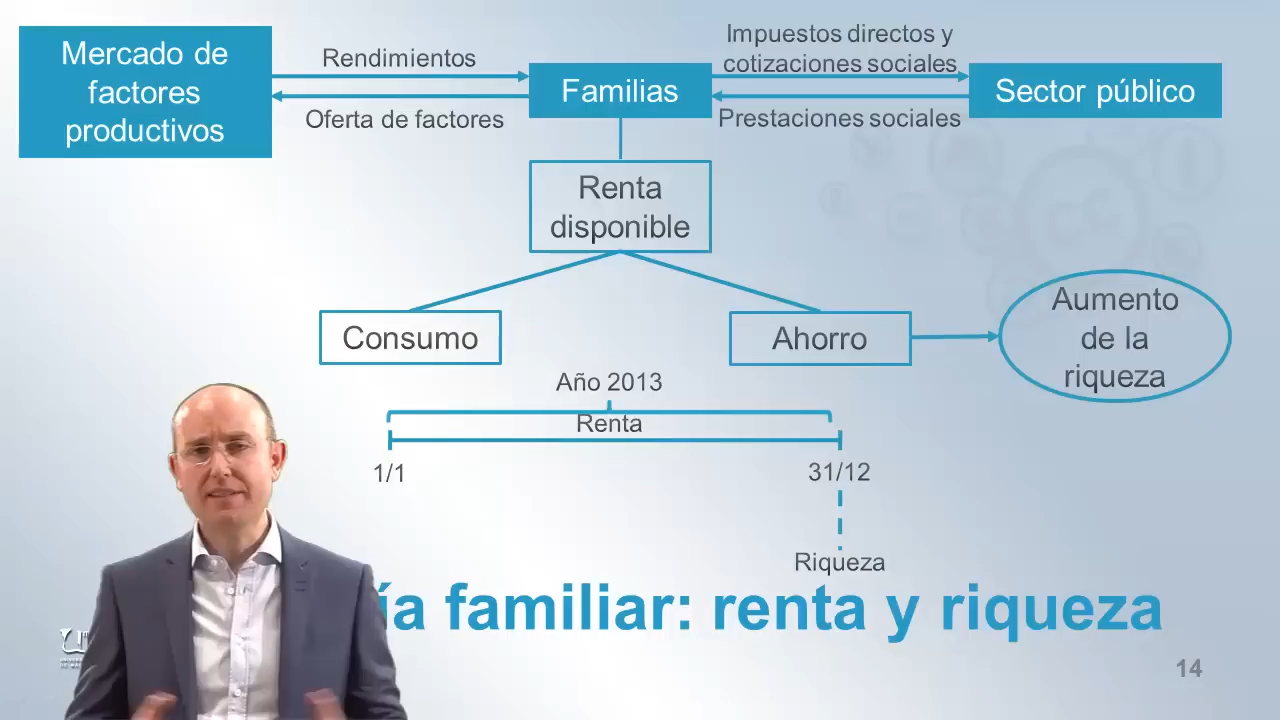 Mercado de
factores
productivos
Rendimientos
Oferta de factores
Familias
Impuestos directos y
cotizaciones sociales
Prestaciones sociales
Sector público
Renta
disponible
Consumo
Ahorro
Aumento
de la
riqueza
Año 2013
Renta
1/1
31/12
Riqueza
ía familiar: renta y riqueza
14